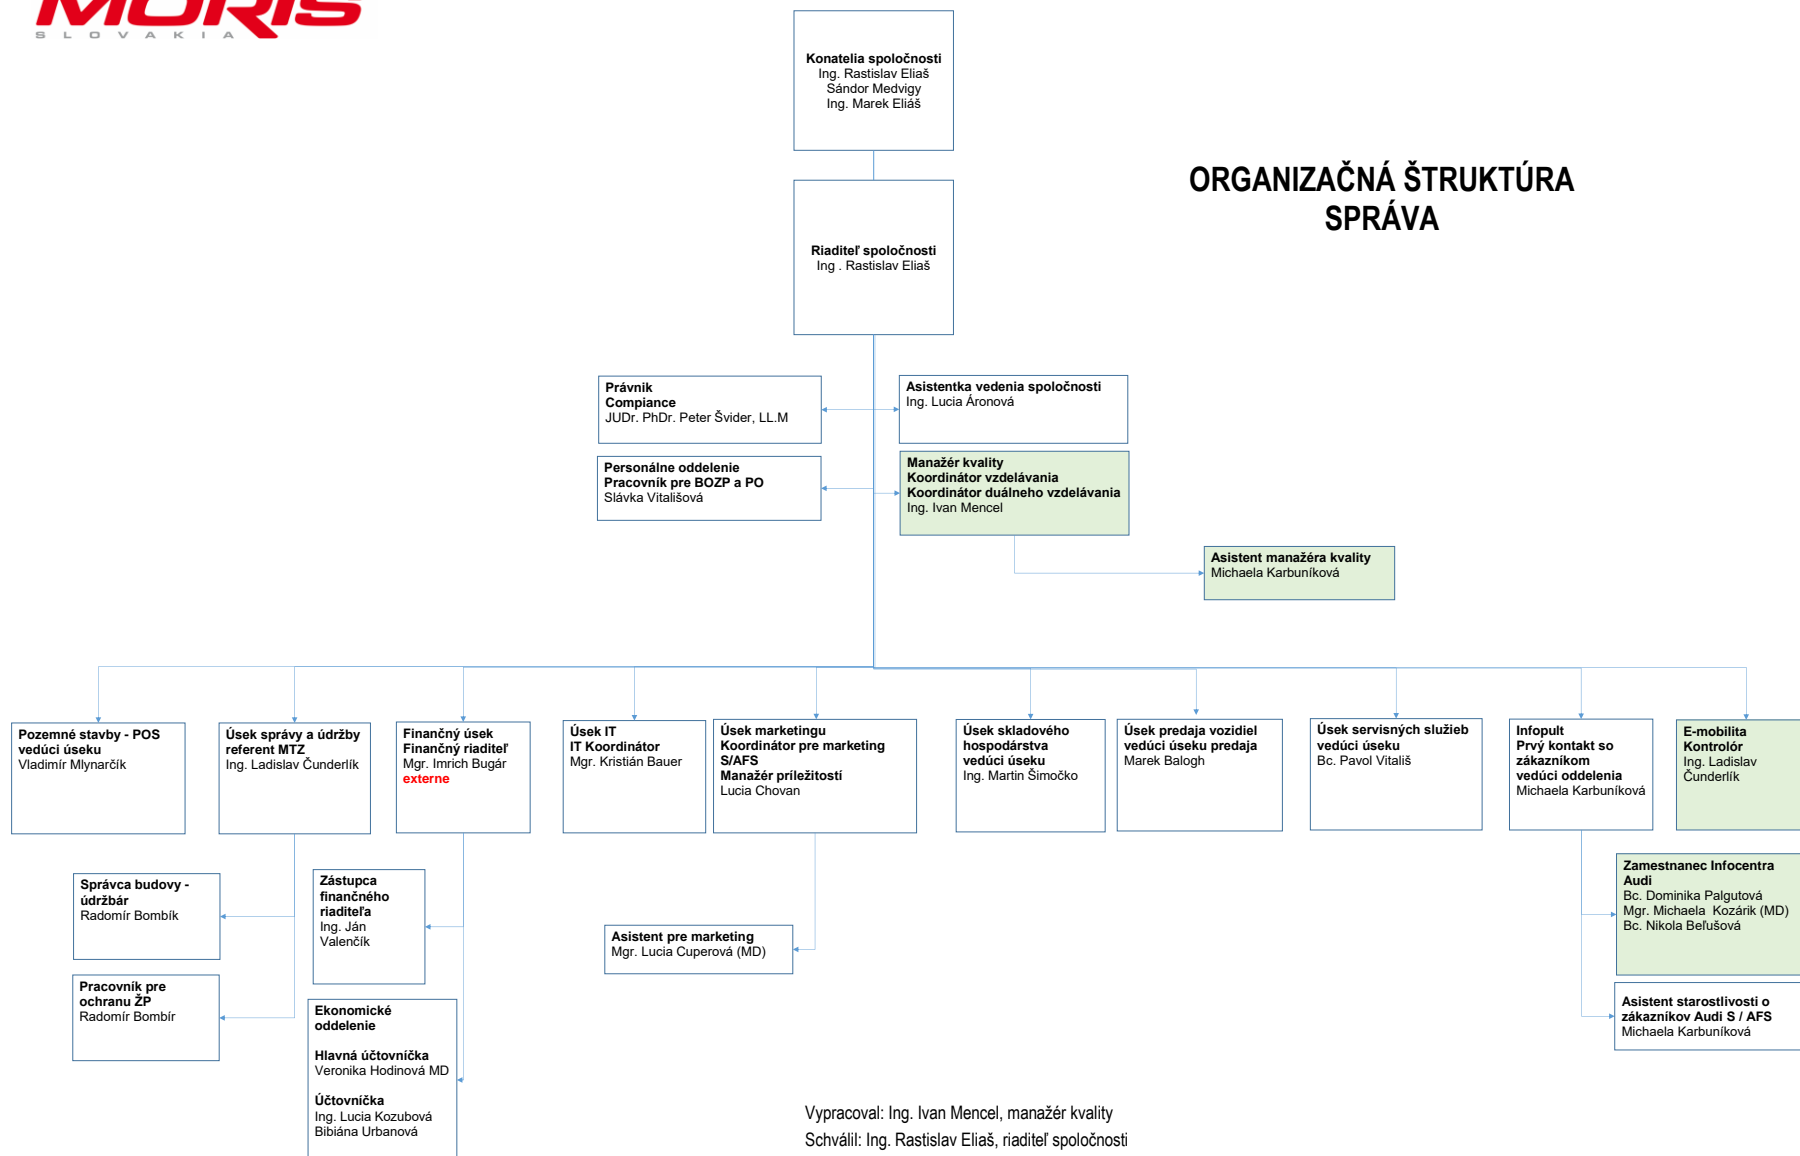 MORIS
SLOVAKIA
Konatelia spoločnosti
Ing. Rastislav Eliaš
Sándor Medvigy
Ing. Marek Eliáš
ORGANIZAČNÁ ŠTRUKTÚRA
SPRÁVA
Riaditeľ spoločnosti
Ing . Rastislav Eliaš
Právnik
Compiance
JUDr. PhDr. Peter Švider, LL.M
Asistentka vedenia spoločnosti
Ing. Lucia Áronová
Personálne oddelenie
Pracovník pre BOZP a PO
Slávka Vitališová
Manažér kvality
Koordinátor vzdelávania
Koordinátor duálneho vzdelávania
Ing. Ivan Mencel
Asistent manažéra kvality
Michaela Karbuníková
Pozemné stavby - POS
vedúci úseku
Vladimír Mlynarčík
Úsek správy a údržby
referent MTZ
Ing. Ladislav Čunderlík
Finančný úsek
Finančný riaditeľ
Mgr. Imrich Bugár
externe
Úsek IT
IT Koordinátor
Mgr. Kristián Bauer
Úsek marketingu
Koordinátor pre marketing
S/AFS
Manažér príležitostí
Lucia Chovan
Úsek skladového
hospodárstva
vedúci úseku
Ing. Martin Šimočko
Úsek predaja vozidiel
vedúci úseku predaja
Marek Balogh
Úsek servisných služieb
vedúci úseku
Bc. Pavol Vitališ
Infopult
Prvý kontakt so
zákazníkom
vedúci oddelenia
Michaela Karbuníková
E-mobilita
Kontrolór
Ing. Ladislav
Čunderlík
Správca budovy -
údržbár
Radomír Bombík
Pracovník pre
ochranu ŽP
Radomír Bombír
Zástupca
finančného
riaditeľa
Ing. Ján
Valenčík
Ekonomické
oddelenie
Hlavná účtovníčka
Veronika Hodinová MD
Účtovníčka
Ing. Lucia Kozubová
Bibiána Urbanová
Asistent pre marketing
Mgr. Lucia Cuperová (MD)
Zamestnanec Infocentra
Audi
Bc. Dominika Palgutová
Mgr. Michaela  Kozárik (MD)
Bc. Nikola Beľušová
Asistent starostlivosti o
zákazníkov Audi S / AFS
Michaela Karbuníková
Vypracoval: Ing. Ivan Mencel, manažér kvality
Schválil: Ing. Rastislav Eliaš, riaditeľ spoločnosti